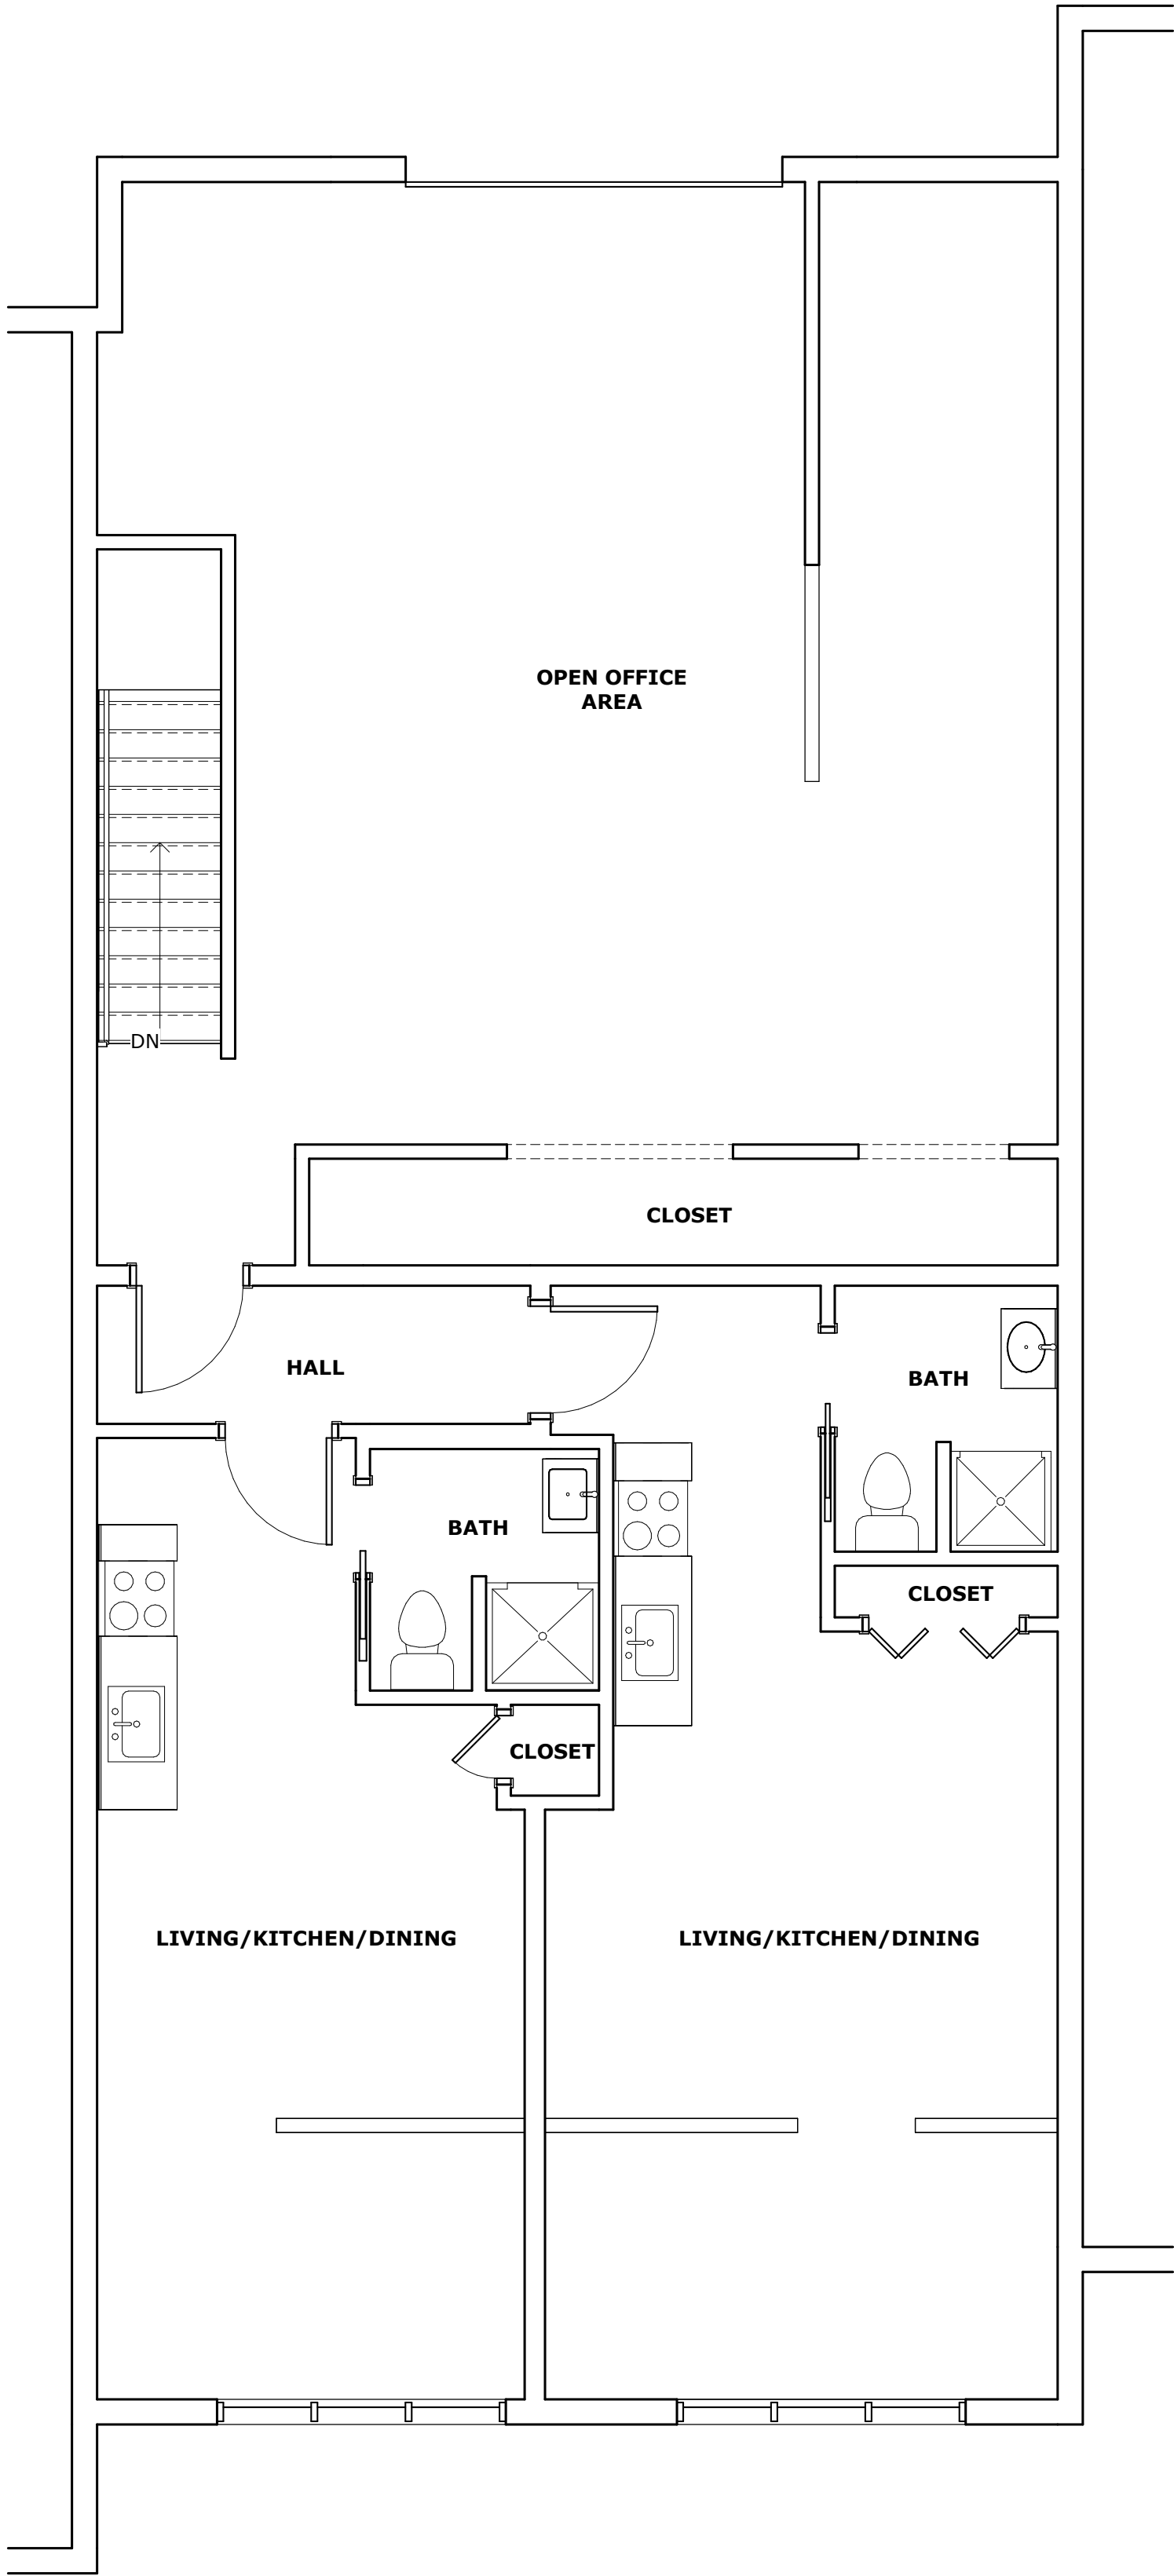 OPEN OFFICE
AREA
DN
CLOSET
HALL
BATH
BATH
CLOSET
CLOSET
LIVING/KITCHEN/DINING
LIVING/KITCHEN/DINING